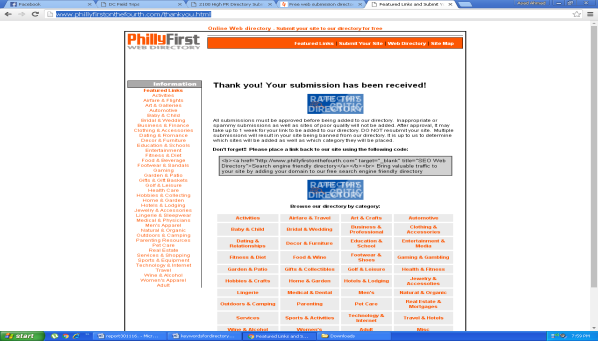 Facebook
DC Field Trips
2100 High PR Directory Sub
Free web submission direct
Featured Links and Submit Y
www.phillyfirstonthefourth.com/thankyou.html
Online Web directory - Submit your site to our directory for free
PhillyFirst
WEB DIRECTORY
Featured Links | Submit Your Site | Web Directory | Site Map
Information
Featured Links
Activities
Airfare & Flights
Art & Galleries
Automotive
Baby & Child
Bridal & Wedding
Business & Finance
Clothing & Accessories
Dating & Romance
Decor & Furniture
Education & Schools
Entertainment
Fitness & Diet
Food & Beverage
Footwear & Sandals
Gaming
Garden & Patio
Gifts & Gift Baskets
Golf & Leisure
Health Care
Hobbies & Collecting
Home & Garden
Hotels & Lodging
Jewelry & Accessories
Lingerie & Sleepwear
Medical & Physicians
Men's Apparel
Natural & Organic
Outdoors & Camping
Parenting Resources
Pet Care
Real Estate
Services & Shopping
Sports & Equipment
Technology & Internet
Travel
Wine & Alcohol
Women's Apparel
Adult
Thank you! Your submission has been received!
RATE THIS
DIRECTORY
All submissions must be approved before being added to our directory. Inappropriate or
spammy submissions as well as sites of poor quality will not be added. After approval, it may
take up to 1 week for your link to be added to our directory. DO NOT resubmit your site. Multiple
submissions will result in your site being banned from our directory. It is up to us to determine
which sites will be added as well as which category they will be placed.
Don't forget!! Please place a link back to our site using the following code:
<b><a href="http://www.phillyfirstonthefourth.com" target="_blank" title="SEO Web
Directory">Search engine friendly directory</a></b><br> Bring valuable traffic to
your site by adding your domain to our free search engine friendly directory
RATE THIS
DIRECTORY
Browse our directory by category:
Activities Airfare & Travel Art & Crafts Automotive
Baby & Child Bridal & Wedding Business & Professional Clothing & Accessories
Dating & Relationships Decor & Furniture Education & School Entertainment & Media
Fitness & Diet Food & Wine Footwear & Shoes Gaming & Gambling
Garden & Patio Gifts & Collectibles Golf & Leisure Health & Fitness
Hobbies & Crafts Home & Garden Hotels & Lodging Jewelry & Accessories
Lingerie Medical & Dental Men's Natural & Organic
Outdoors & Camping Parenting Pet Care Real Estate & Mortgages
Services Sports & Activities Technology & Internet Travel & Hotels
Wine & Alcohol Women's Adult Misc
start
Featured Links and
Downloads
7:59 PM